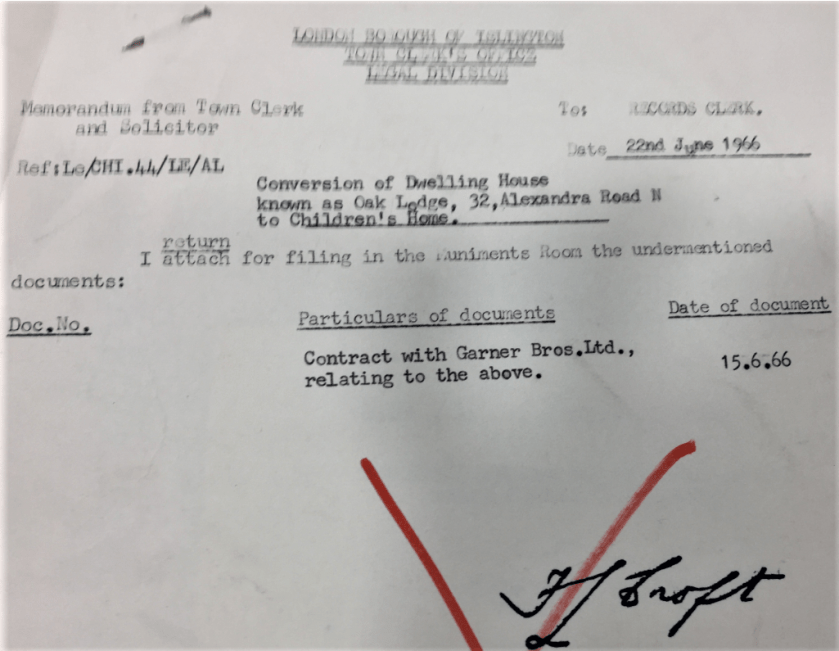 LONDON BOROUGH OF ISLINGTON
TOWN CLERK'S OFFICE
LEGAL DIVISION
Memorandum from Town Clerk
and Solicitor
To: RECORDS CLERK.
Date 22nd June 1966
Ref:Le/CHI.44/LE/AL
Conversion of Dwelling House
known as Oak Lodge, 32,Alexandra Road N
to Children's Home.
return
I attach for filing in the Muniments Room the undermentioned
documents:
Doc.No. Particulars of documents Date of document
Contract with Garner Bros.Ltd., 15.6.66
relating to the above.
Croft